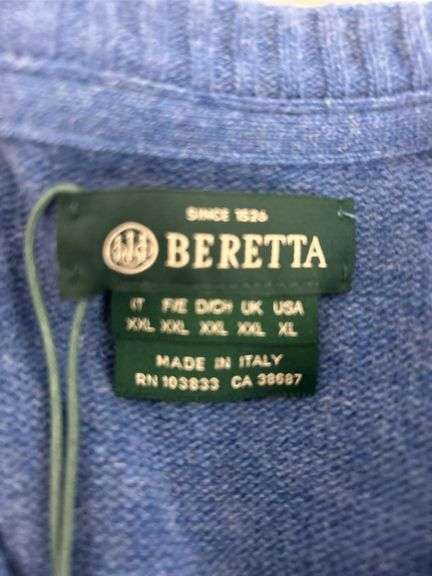 SINCE 1526
BERETTA
IT F/E D/CH UK USA
XXL XXL XXL XXL XL
MADE IN ITALY
RN 103833 CA 38687